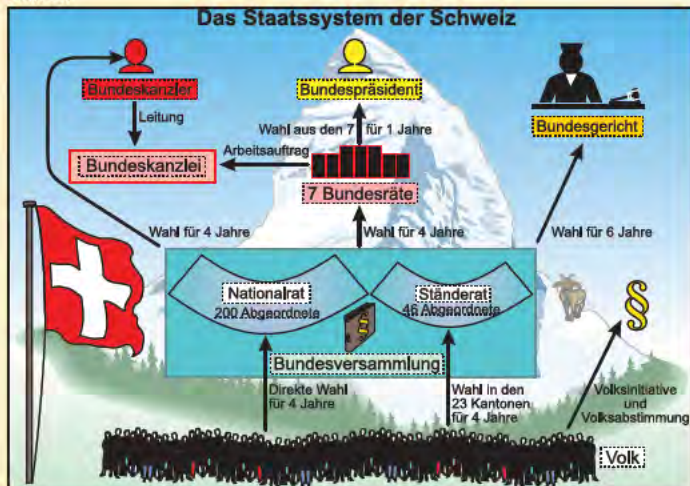 Das Staatssystem der Schweiz
Bundeskanzler
Bundespräsident
Leitung
Wahl aus den 7 für 1 Jahre
Bundesgericht
Arbeitsauftrag
Bundeskanzlei
7 Bundesräte
Wahl für 4 Jahre
Wahl für 4 Jahre
Wahl für 6 Jahre
Nationalrat
200 Abgeordnete
Ständerat
46 Abgeordnete
§
§
Bundesversammlung
Direkte Wahl
für 4 Jahre
Wahl in den
23 Kantonen
für 4 Jahre
Volksinitiative
und
Volksabstimmung
Volk